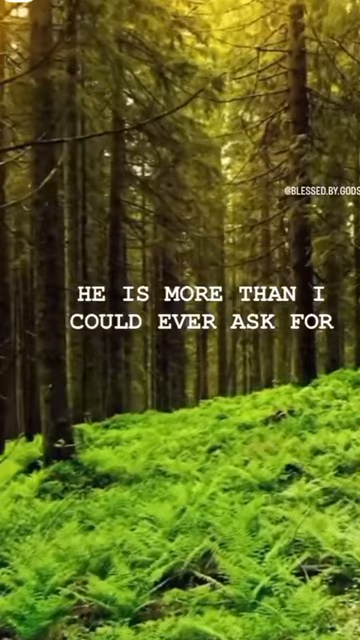 @BLESSED.BY.GODS
HE IS MORE THAN I
COULD EVER ASK FOR